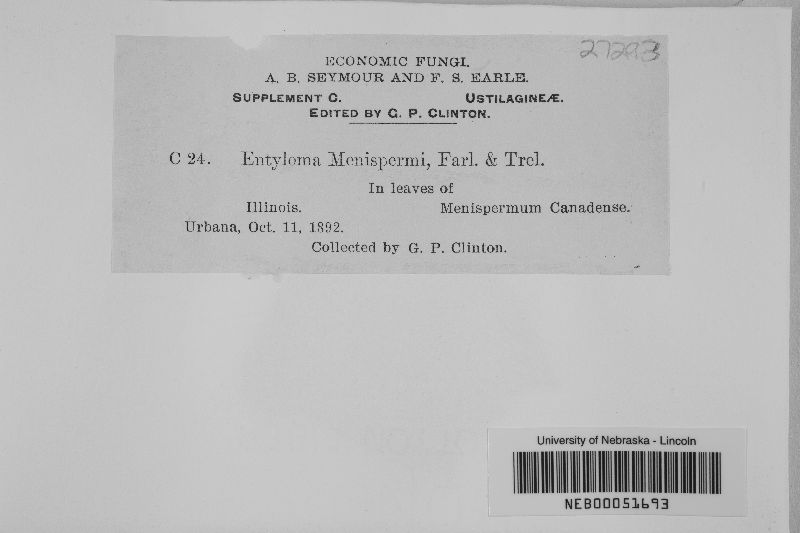 27293
ECONOMIC FUNGI.
A. B. SEYMOUR AND F. S. EARLE.
SUPPLEMENT C. USTILAGINEÆ.
EDITED BY G. P. CLINTON.
C 24. Entyloma Menispermi, Farl. & Trel.
In leaves of
Illinois. Menispermum Canadense.
Urbana, Oct. 11, 1892.
Collected by G. P. Clinton.
University of Nebraska - Lincoln
NEB00051693